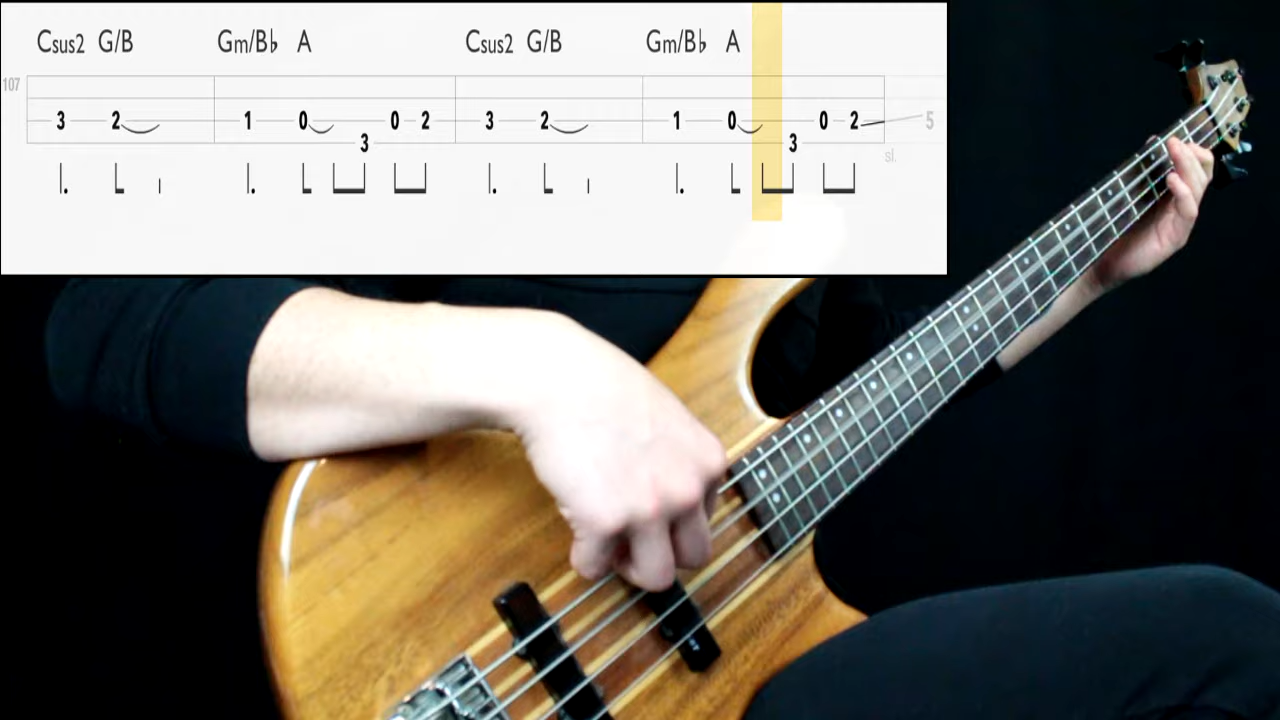 Csus2 G/B Gm/B♭ A Csus2 G/B Gm/B♭ A
107
3 2 1 0 0 2 3 2 1 0 0 2 5
3 3
sl.